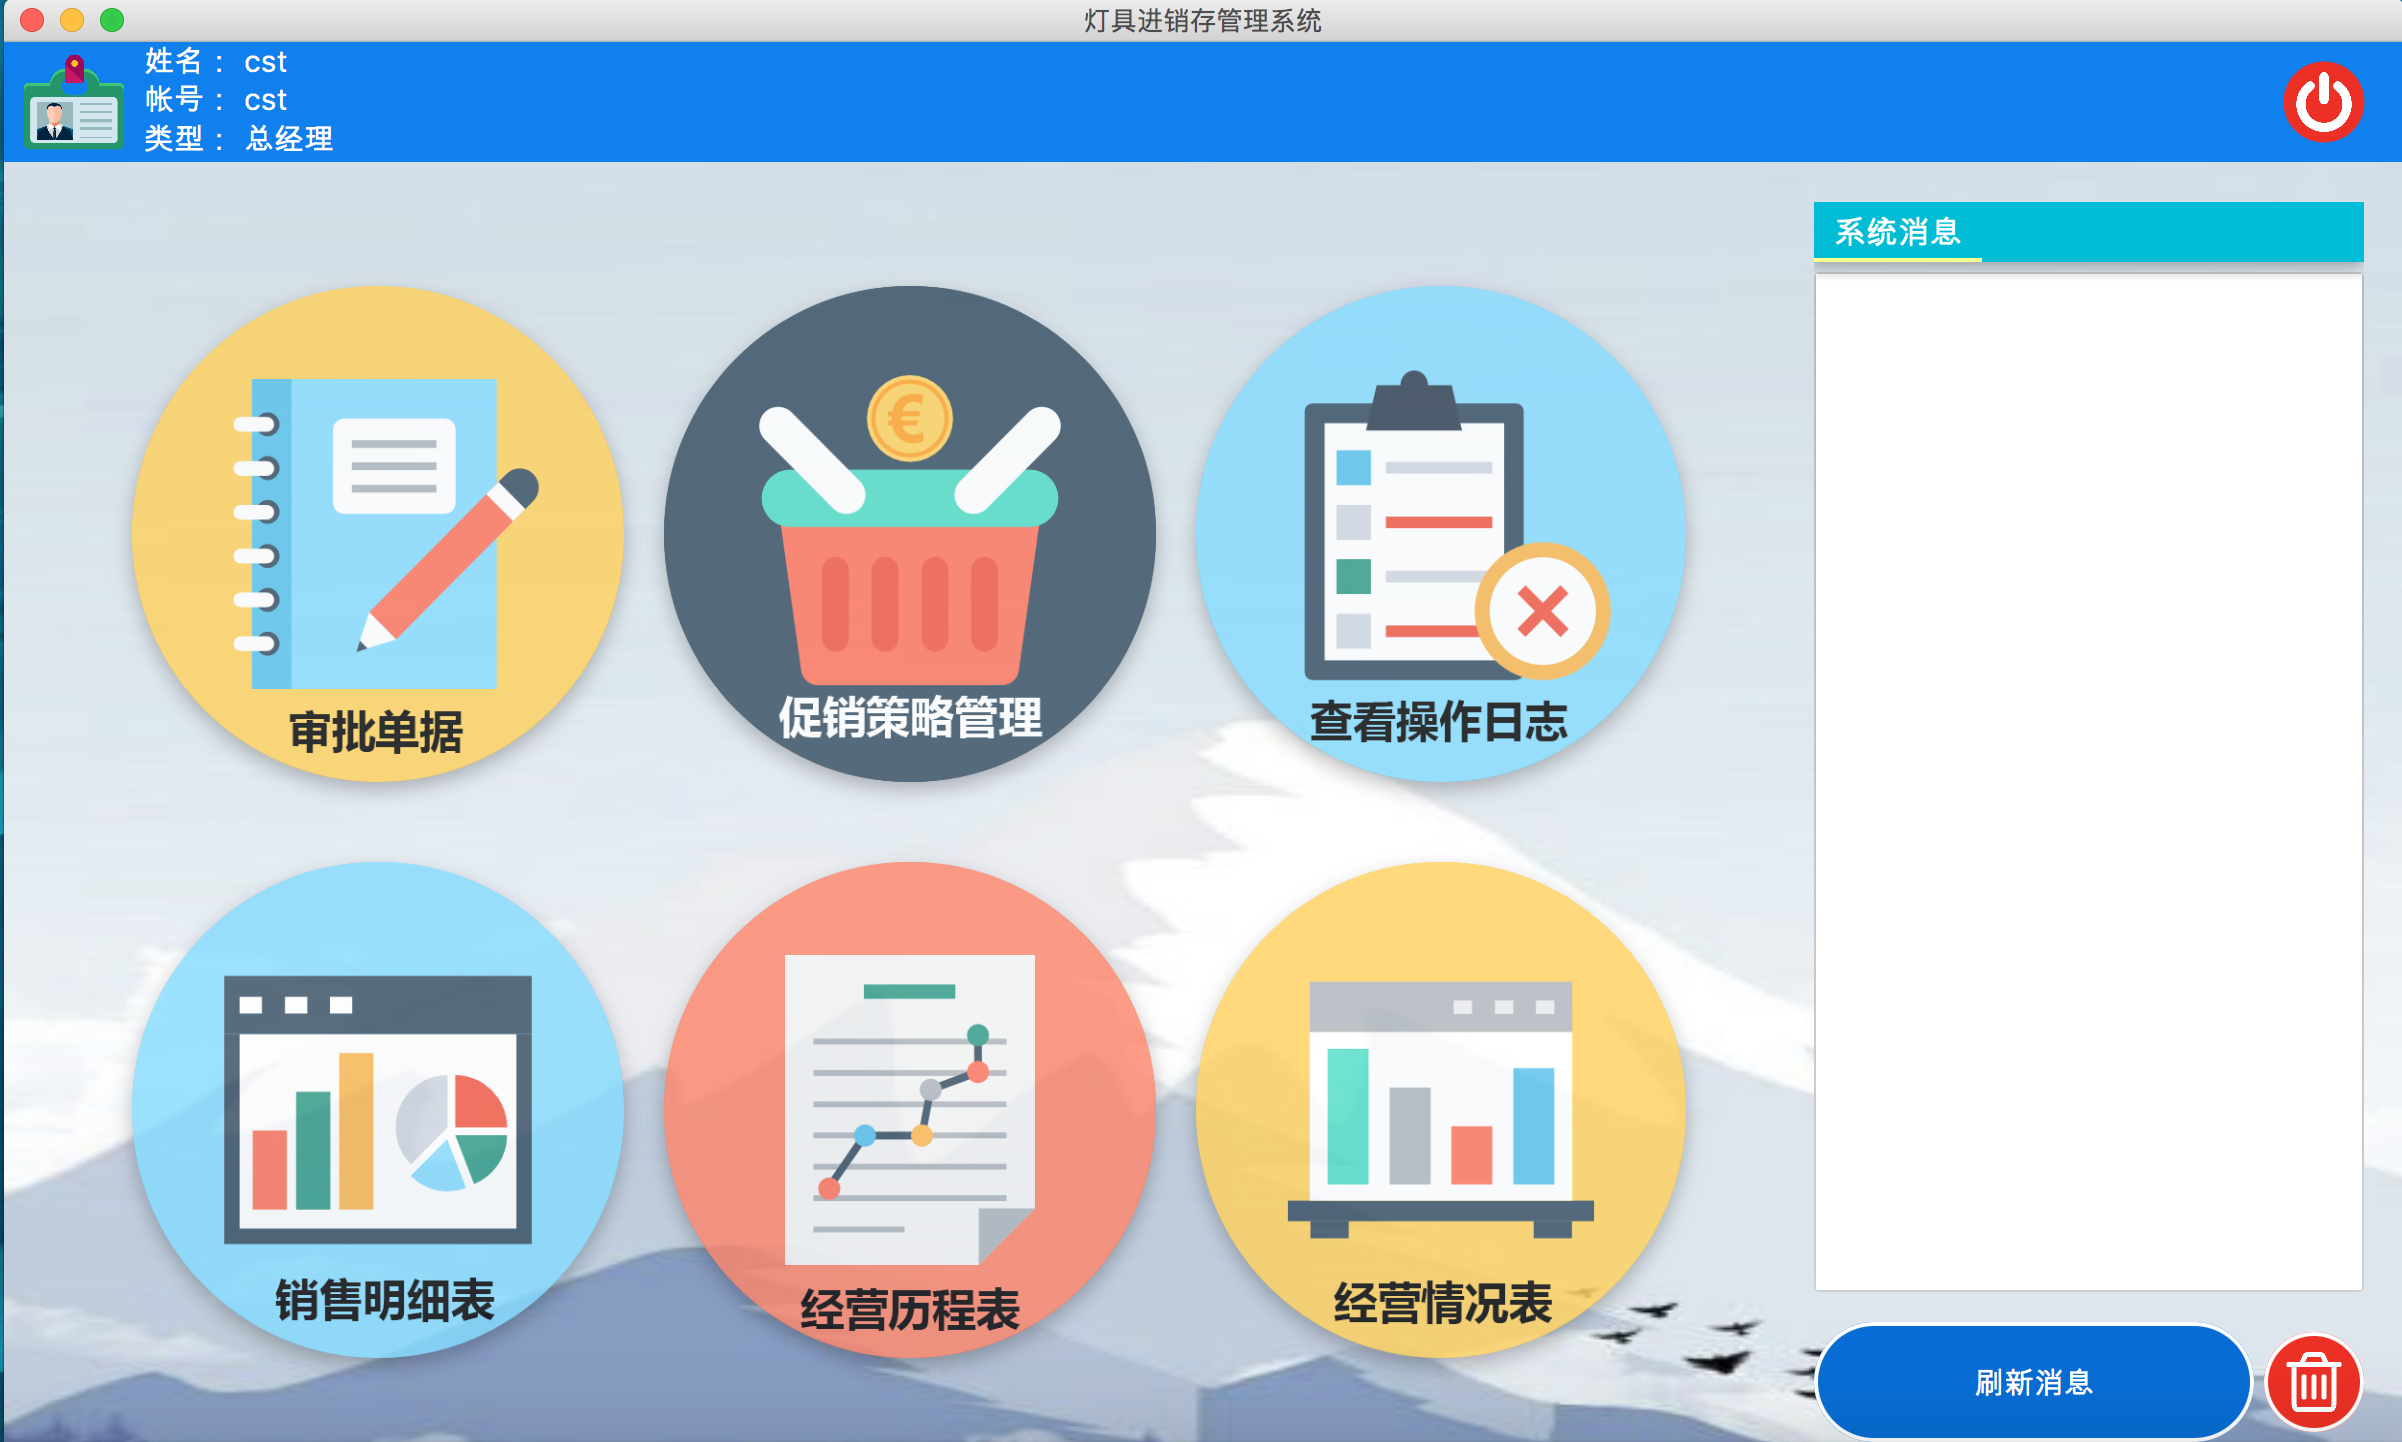 灯具进销存管理系统
姓名： cst
帐号： cst
类型： 总经理
系统消息
审批单据
促销策略管理
查看操作日志
销售明细表
经营历程表
经营情况表
刷新消息